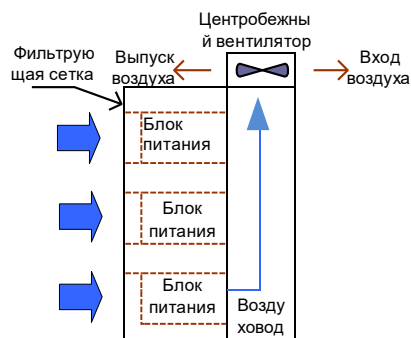 Центробежны
й вентилятор
Фильтрую
щая сетка
Выпуск
воздуха
Вход
воздуха
Блок
питания
Блок
питания
Блок
питания
Возду
ховод